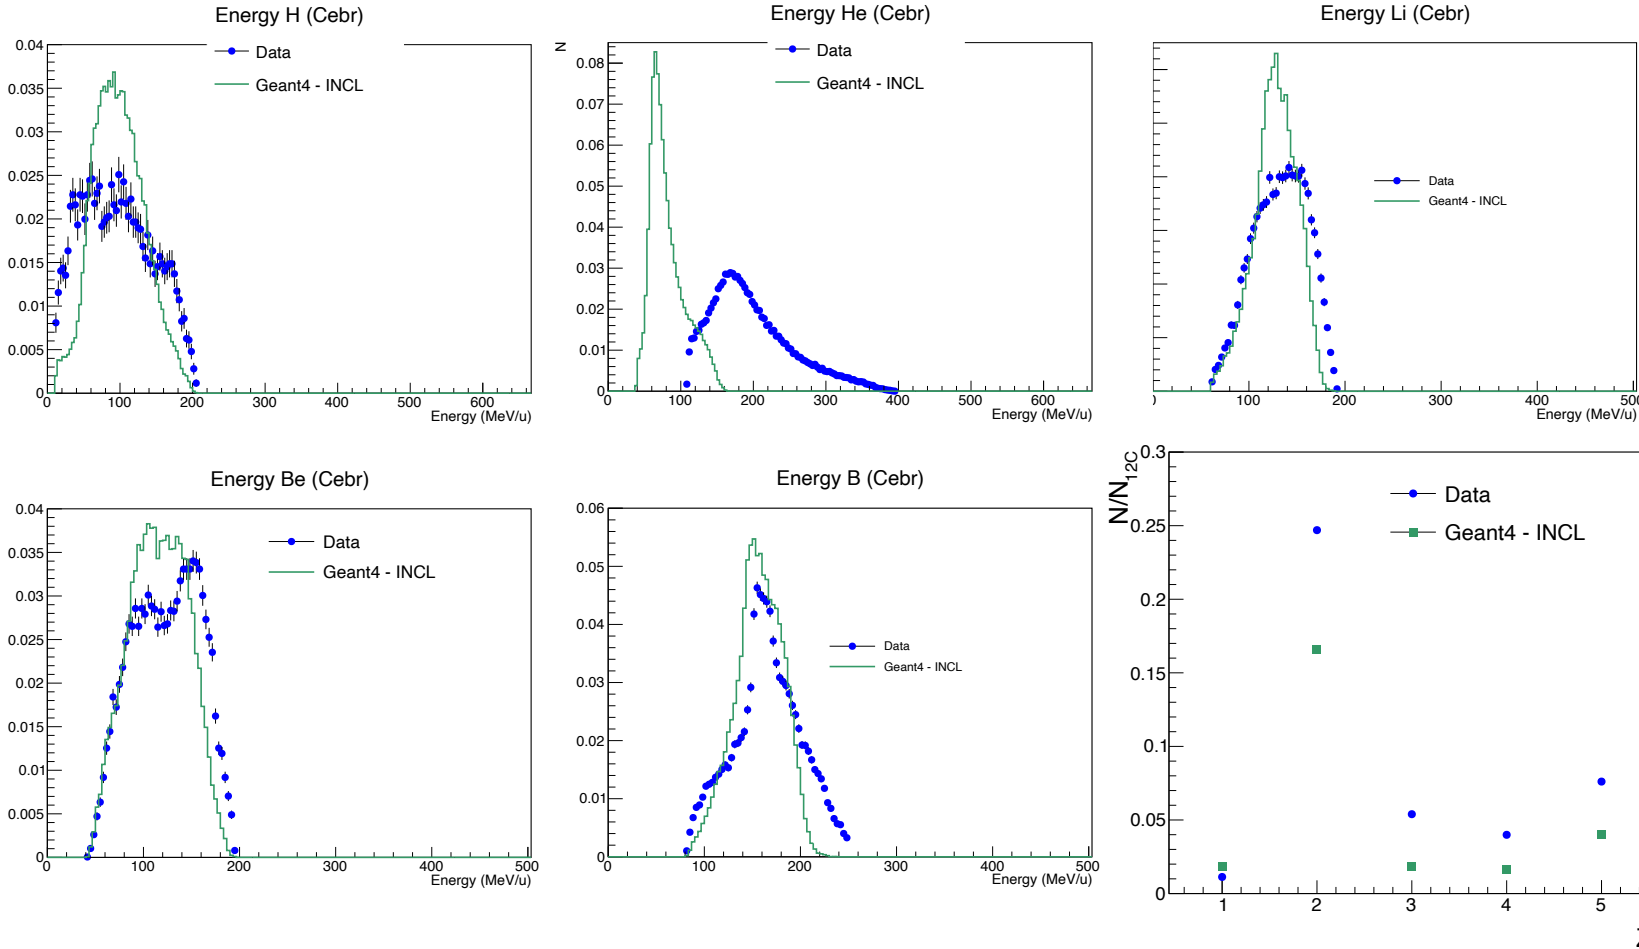 Energy H (Cebr)
Data
Geant4 - INCL
0.04
0.035
0.03
0.025
0.02
0.015
0.01
0.005
0
0 100 200 300 400 500 600
Energy (MeV/u)
Energy He (Cebr)
N
Data
Geant4 - INCL
0.08
0.07
0.06
0.05
0.04
0.03
0.02
0.01
0
0 100 200 300 400 500 600
Energy (MeV/u)
Energy Li (Cebr)
Data
Geant4 - INCL
100 200 300 400
Energy (MeV/u)
Energy Be (Cebr)
Data
Geant4 - INCL
0.04
0.035
0.03
0.025
0.02
0.015
0.01
0.005
0
0 100 200 300 400 500
Energy (MeV/u)
Energy B (Cebr)
Data
Geant4 - INCL
0.06
0.05
0.04
0.03
0.02
0.01
0
0 100 200 300 400 500
Energy (MeV/u)
N/N12C
Data
Geant4 - INCL
0.3
0.25
0.2
0.15
0.1
0.05
0
1 2 3 4 5